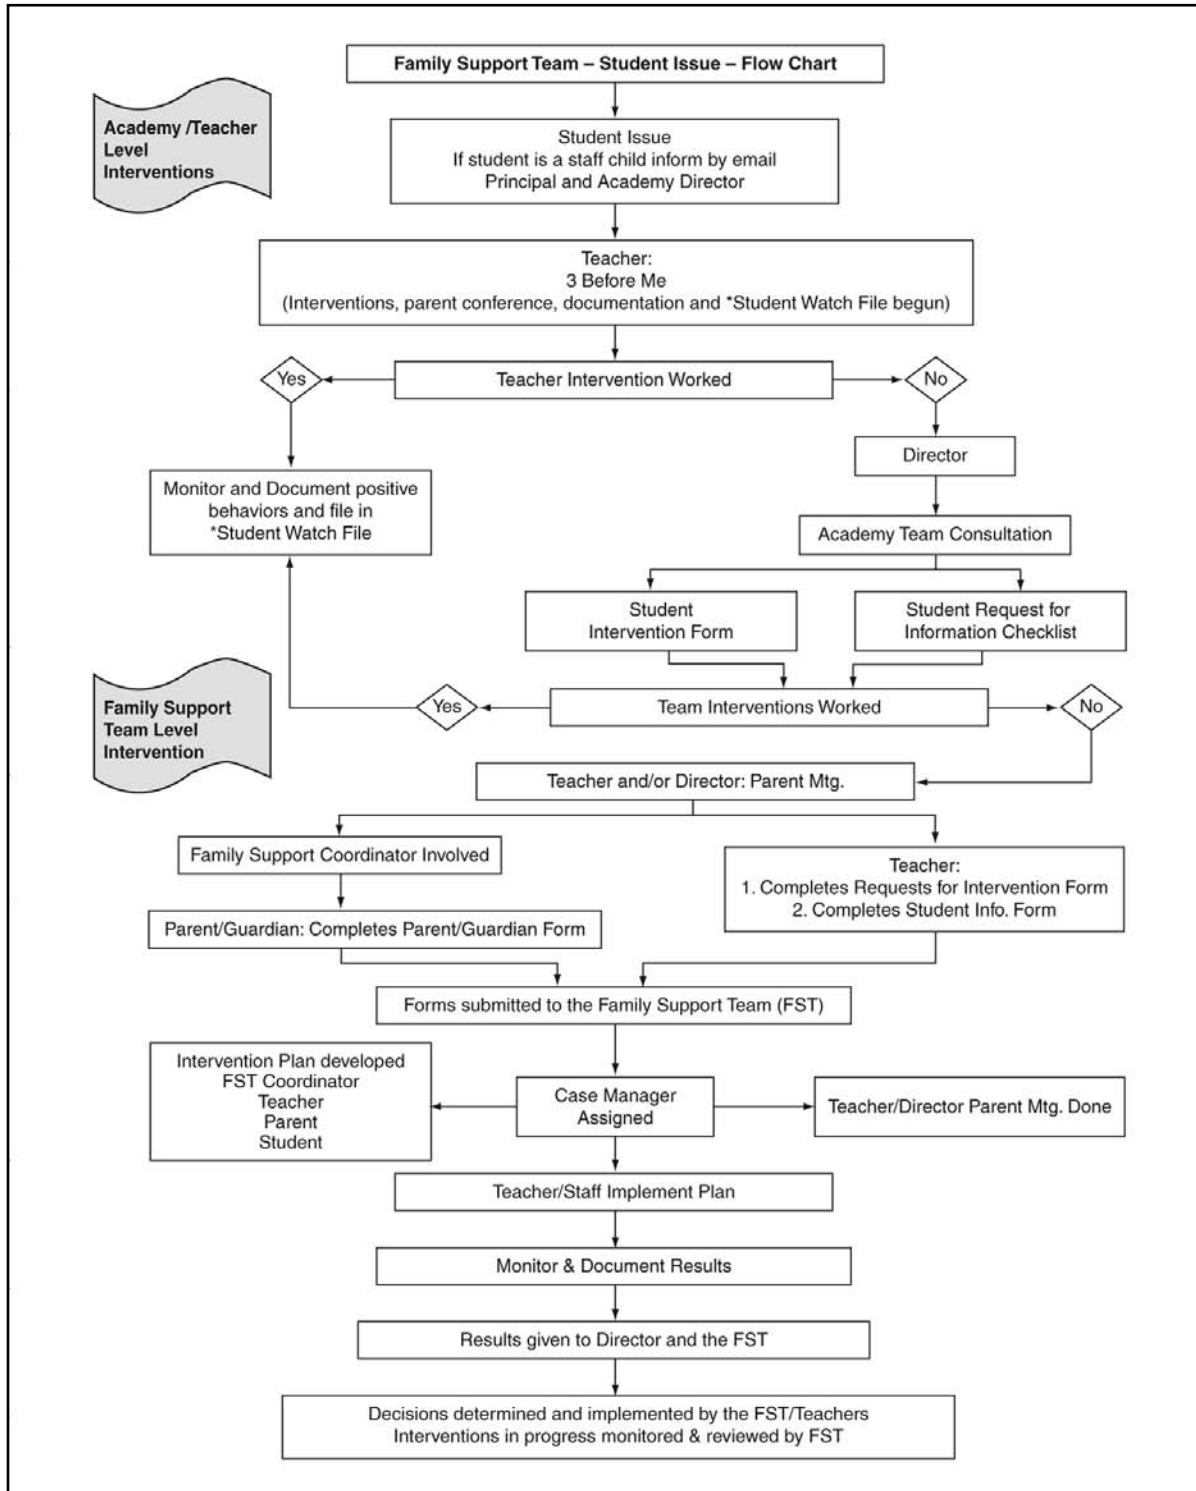 Family Support Team – Student Issue – Flow Chart
Academy /Teacher
Level
Interventions
Student Issue
If student is a staff child inform by email
Principal and Academy Director
Teacher:
3 Before Me
(Interventions, parent conference, documentation and *Student Watch File begun)
Yes
Teacher Intervention Worked
No
Director
Monitor and Document positive
behaviors and file in
*Student Watch File
Academy Team Consultation
Student
Intervention Form
Student Request for
Information Checklist
Family Support
Team Level
Intervention
Yes
Team Interventions Worked
No
Teacher and/or Director: Parent Mtg.
Family Support Coordinator Involved
Teacher:
1. Completes Requests for Intervention Form
2. Completes Student Info. Form
Parent/Guardian: Completes Parent/Guardian Form
Forms submitted to the Family Support Team (FST)
Intervention Plan developed
FST Coordinator
Teacher
Parent
Student
Case Manager
Assigned
Teacher/Director Parent Mtg. Done
Teacher/Staff Implement Plan
Monitor & Document Results
Results given to Director and the FST
Decisions determined and implemented by the FST/Teachers
Interventions in progress monitored & reviewed by FST